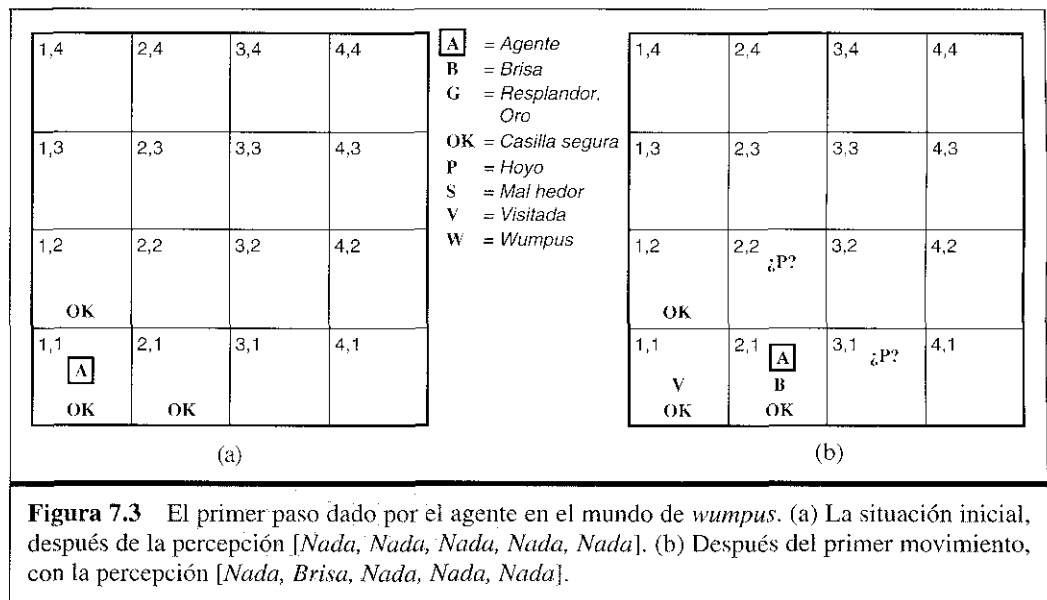 1,4 2,4 3,4 4,4
1,3 2,3 3,3 4,3
1,2 2,2 3,2 4,2
OK
1,1 2,1 3,1 4,1
A
OK OK
(a)
A = Agente
B = Brisa
G = Resplandor,
Oro
OK = Casilla segura
P = Hoyo
S = Mal hedor
V = Visitada
W = Wumpus
1,4 2,4 3,4 4,4
1,3 2,3 3,3 4,3
1,2 2,2 3,2 4,2
¿P?
OK
1,1 2,1 3,1 4,1
A ¿P?
V B
OK OK
(b)
Figura 7.3 El primer paso dado por el agente en el mundo de wumpus. (a) La situación inicial,
después de la percepción [Nada, Nada, Nada, Nada, Nada]. (b) Después del primer movimiento,
con la percepción [Nada, Brisa, Nada, Nada, Nada].